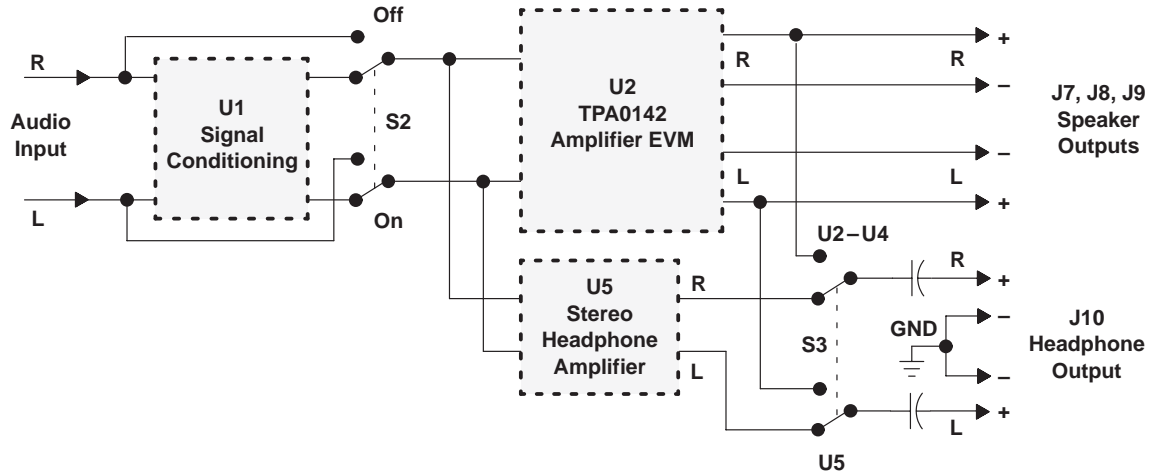 Off
R
Audio
Input
L
U1
Signal
Conditioning
S2
On
U2
TPA0142
Amplifier EVM
R
L
R
+
–
–
L
+
J7, J8, J9
Speaker
Outputs
U5
Stereo
Headphone
Amplifier
R
L
U2–U4
S3
U5
GND
R
+
–
–
+
L
J10
Headphone
Output